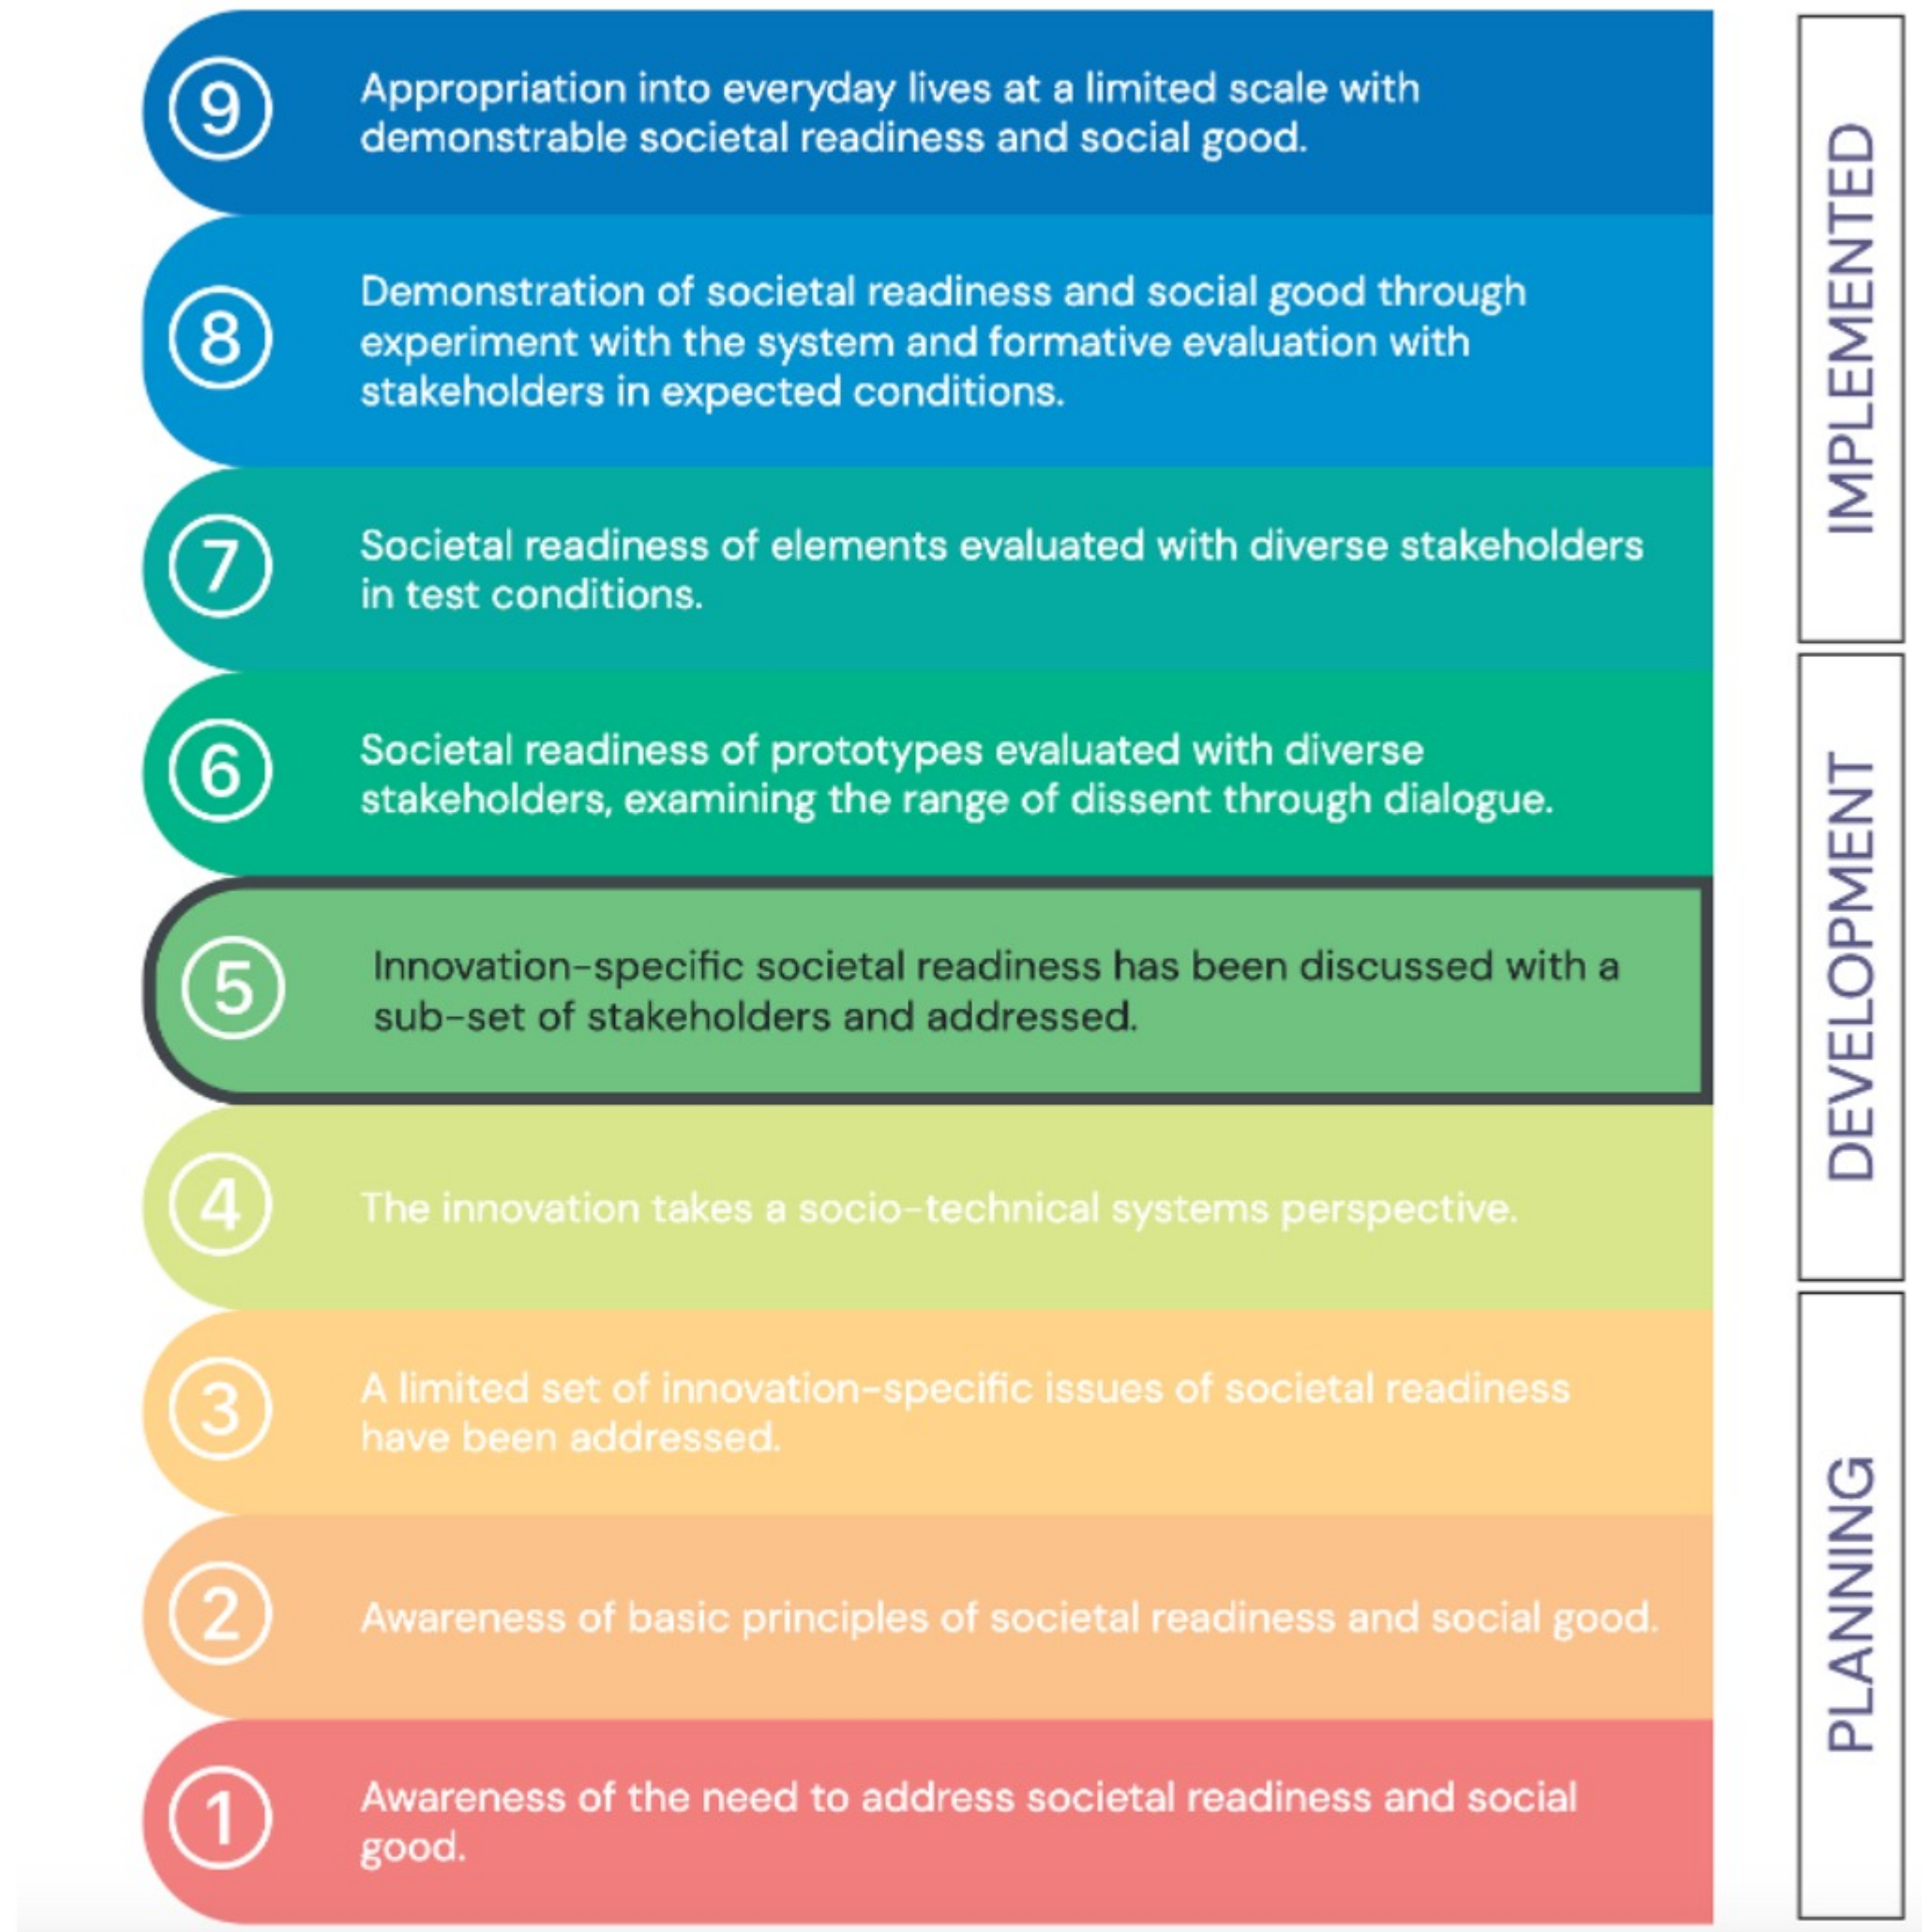 9
Appropriation into everyday lives at a limited scale with
demonstrable societal readiness and social good.
8
Demonstration of societal readiness and social good through
experiment with the system and formative evaluation with
stakeholders in expected conditions.
7
Societal readiness of elements evaluated with diverse stakeholders
in test conditions.
IMPLEMENTED
6
Societal readiness of prototypes evaluated with diverse
stakeholders, examining the range of dissent through dialogue.
5
Innovation-specific societal readiness has been discussed with a
sub-set of stakeholders and addressed.
4
The innovation takes a socio-technical systems perspective.
DEVELOPMENT
3
A limited set of innovation-specific issues of societal readiness
have been addressed.
2
Awareness of basic principles of societal readiness and social good.
1
Awareness of the need to address societal readiness and social
good.
PLANNING